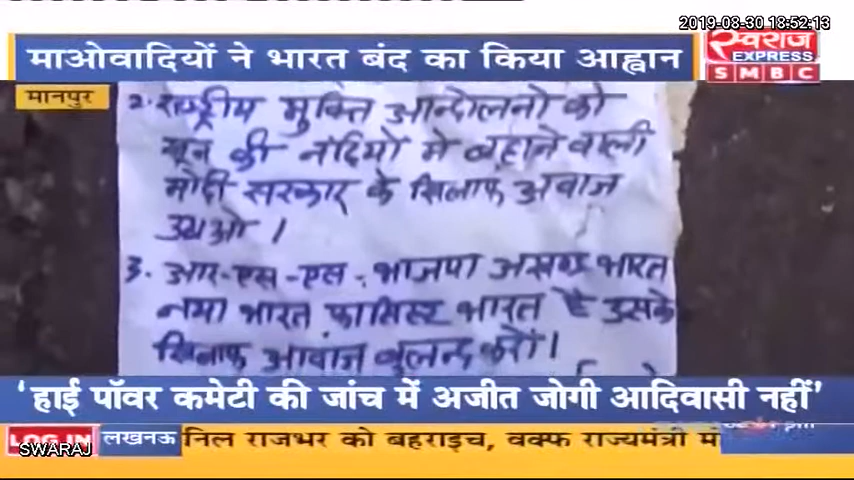 2019-08-30 18:52:13
माओवादियों ने भारत बंद का किया आह्वान
स्वराज
EXPRESS
SMBC
मानपुर
2. राष्ट्रीय मुक्ति आन्दोलनो को
खून की नदियों मे बहाने वाली
मोदी सरकार के खिलाफ अवाज
उठाओ ।
3. आर-एस-एस-भाजपा भारत
नया भारत फासिस्ट भारत है उसके
खिलाफ आवाज बुलन्द करों।
‘हाई पॉवर कमेटी की जांच में अजीत जोगी आदिवासी नहीं’
LOG IN
SWARAJ
लखनऊ
निल राजभर को बहराइच, वक्फ राज्यमंत्री